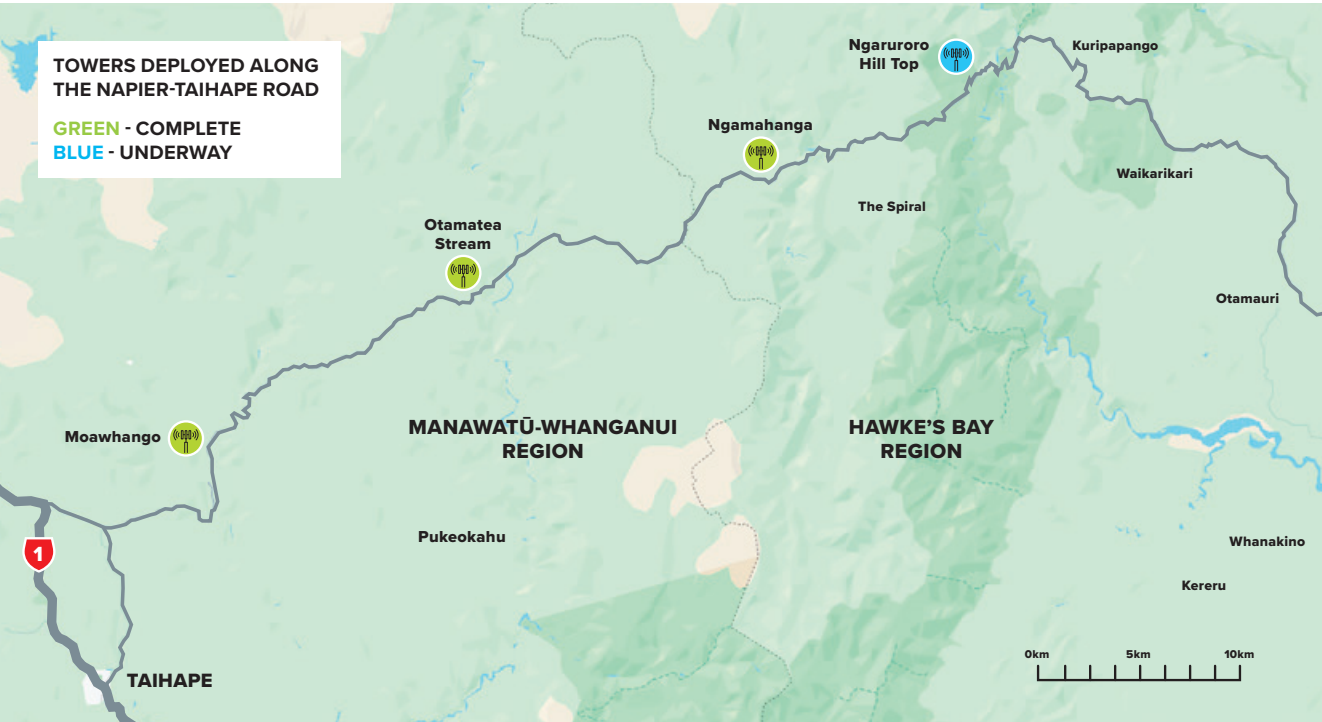 TOWERS DEPLOYED ALONG
THE NAPIER-TAIHAPE ROAD
GREEN - COMPLETE
BLUE - UNDERWAY
Ngaruroro
Hill Top
Kuripapango
Ngamahanga
Waikarikari
The Spiral
Otamatea
Stream
Otamauri
Moawhango
MANAWATŪ-WHANGANUI
REGION
HAWKE'S BAY
REGION
Pukeokahu
1
Whanakino
Kereru
TAIHAPE
0km 5km 10km